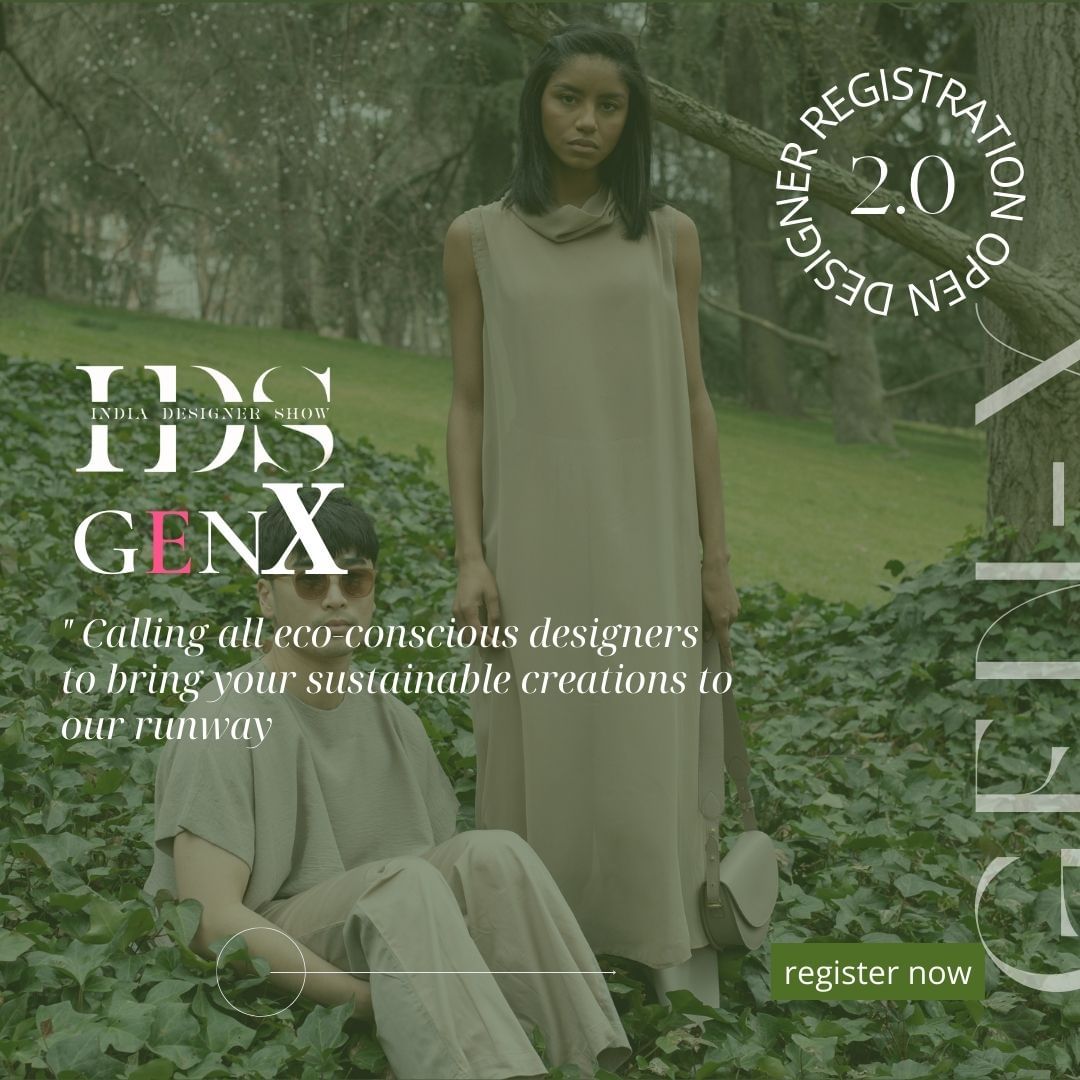 DESIGNER REGISTRATION OPEN
2.0
IDS
INDIA DESIGNER SHOW
GENX
" Calling all eco-conscious designers
to bring your sustainable creations to
our runway
register now
GEN-X